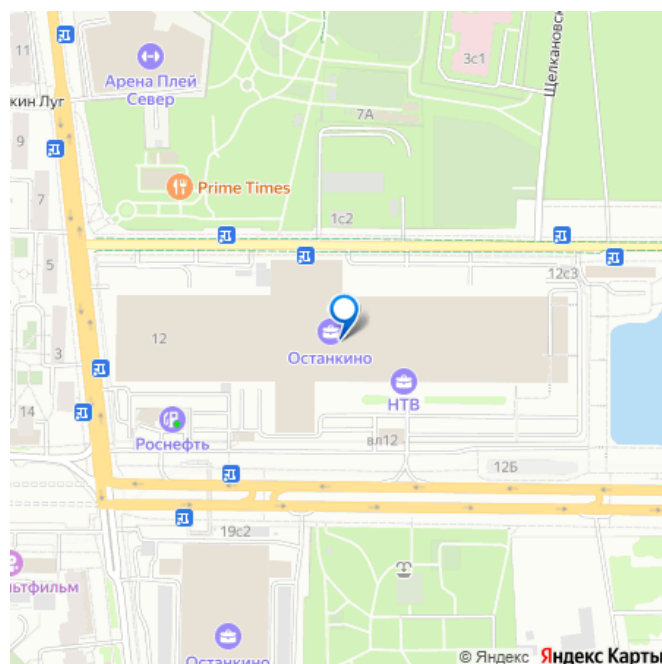 11
Арена Плей
Север
3с1
Щелкановск
кин Луг
7А
9
7
Prime Times
1с2
5
12с3
12
3
Останкино
НТВ
14
Роснефть
вл12
12Б
19с2
льтфильм
Останкино
© Яндекс Яндекс Карты